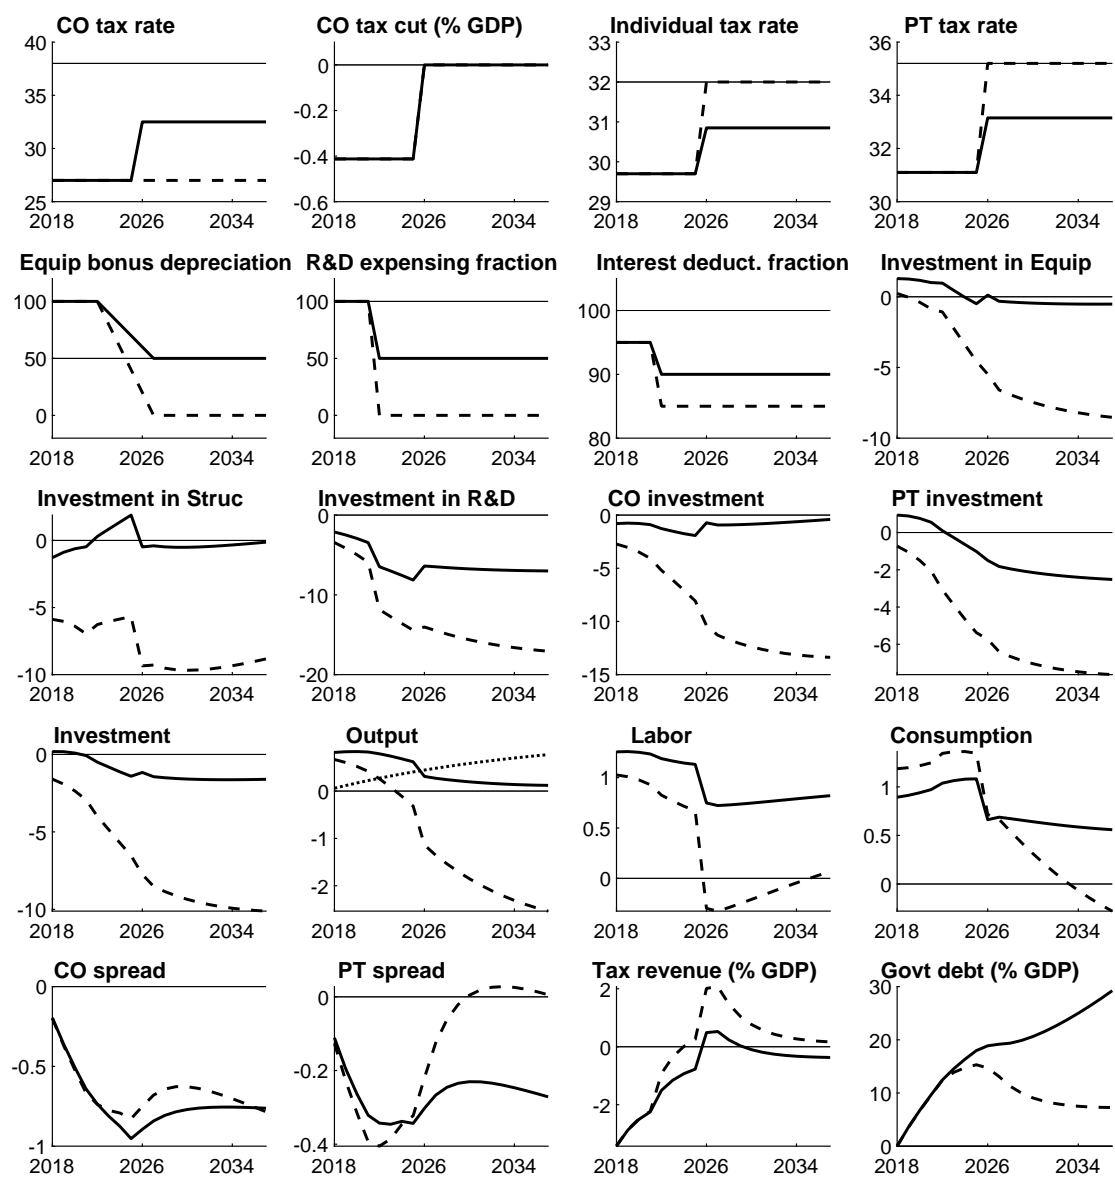 CO tax rate CO tax cut (% GDP) Individual tax rate PT tax rate
40 0 33 36
35 -0.2 32 34
30 -0.4 31 32
25 -0.6 30 30
29
2018 2026 2034 2018 2026 2034 2018 2026 2034 2018 2026 2034
Equip bonus depreciation R&D expensing fraction Interest deduct. fraction Investment in Equip
100 100 100 0
50 50 90 -5
0 0 80 -10
2018 2026 2034 2018 2026 2034 2018 2026 2034 2018 2026 2034
Investment in Struc Investment in R&D CO investment PT investment
0 0 0 0
-5 -10 -5 -2
-10 -20 -10 -4
-15 -6
2018 2026 2034 2018 2026 2034 2018 2026 2034 2018 2026 2034
Investment Output Labor Consumption
0 0 1 1
-5 -1 0.5 0.5
-10 -2 0 0
2018 2026 2034 2018 2026 2034 2018 2026 2034 2018 2026 2034
CO spread PT spread Tax revenue (% GDP) Govt debt (% GDP)
0 0 2 30
-0.5 -0.2 0 20
-1 -0.4 -2 10
0
2018 2026 2034 2018 2026 2034 2018 2026 2034 2018 2026 2034